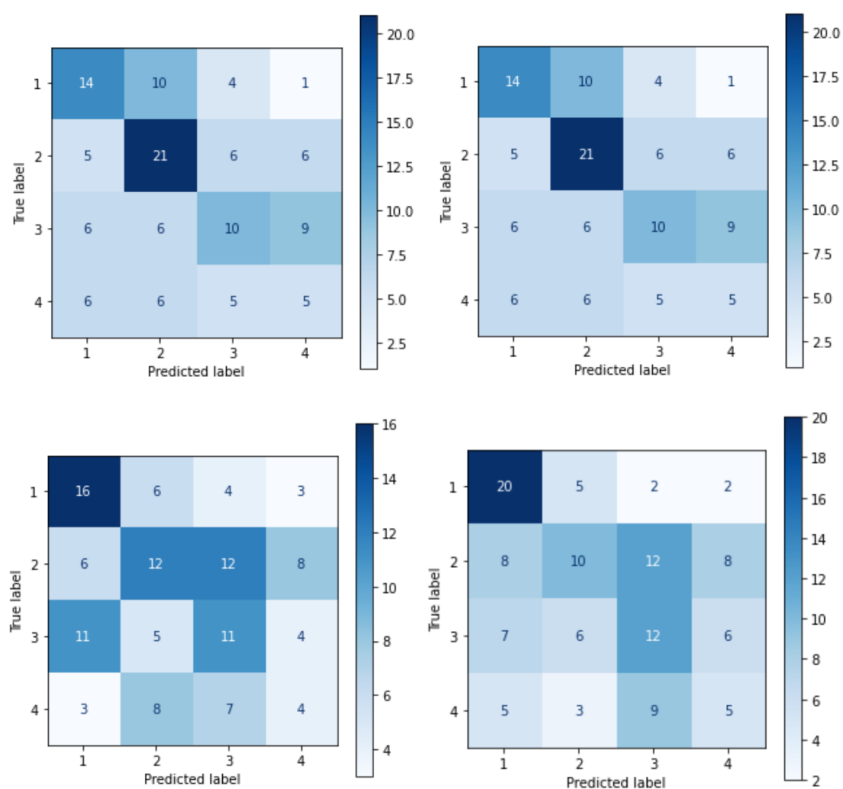 20.0
17.5
15.0
12.5
10.0
7.5
5.0
2.5
True label
1 14 10 4 1
2 5 21 6 6
3 6 6 10 9
4 6 6 5 5
1 2 3 4
Predicted label
20.0
17.5
15.0
12.5
10.0
7.5
5.0
2.5
True label
1 14 10 4 1
2 5 21 6 6
3 6 6 10 9
4 6 6 5 5
1 2 3 4
Predicted label
16
14
12
10
8
6
4
True label
1 16 6 4 3
2 6 12 12 8
3 11 5 11 4
4 3 8 7 4
1 2 3 4
Predicted label
20
18
16
14
12
10
8
6
4
2
True label
1 20 5 2 2
2 8 10 12 8
3 7 6 12 6
4 5 3 9 5
1 2 3 4
Predicted label